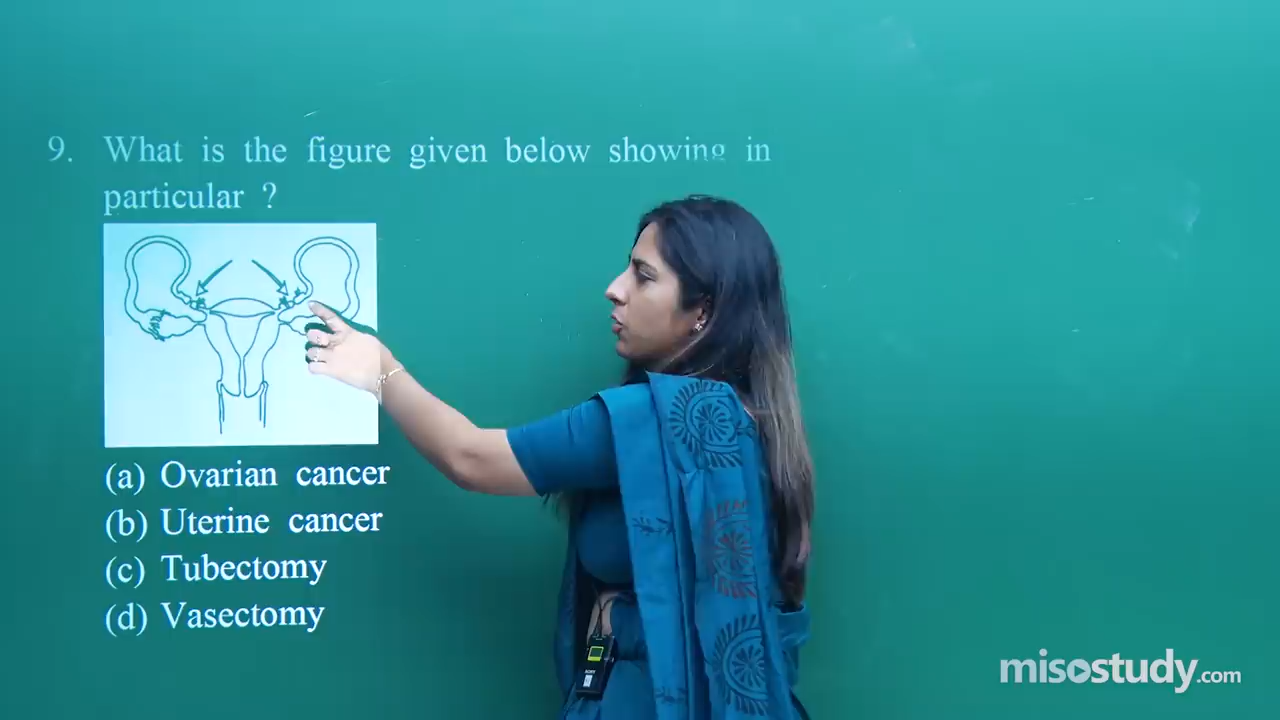 9. What is the figure given below showing in
particular ?
(a) Ovarian cancer
(b) Uterine cancer
(c) Tubectomy
(d) Vasectomy
misostudy.com